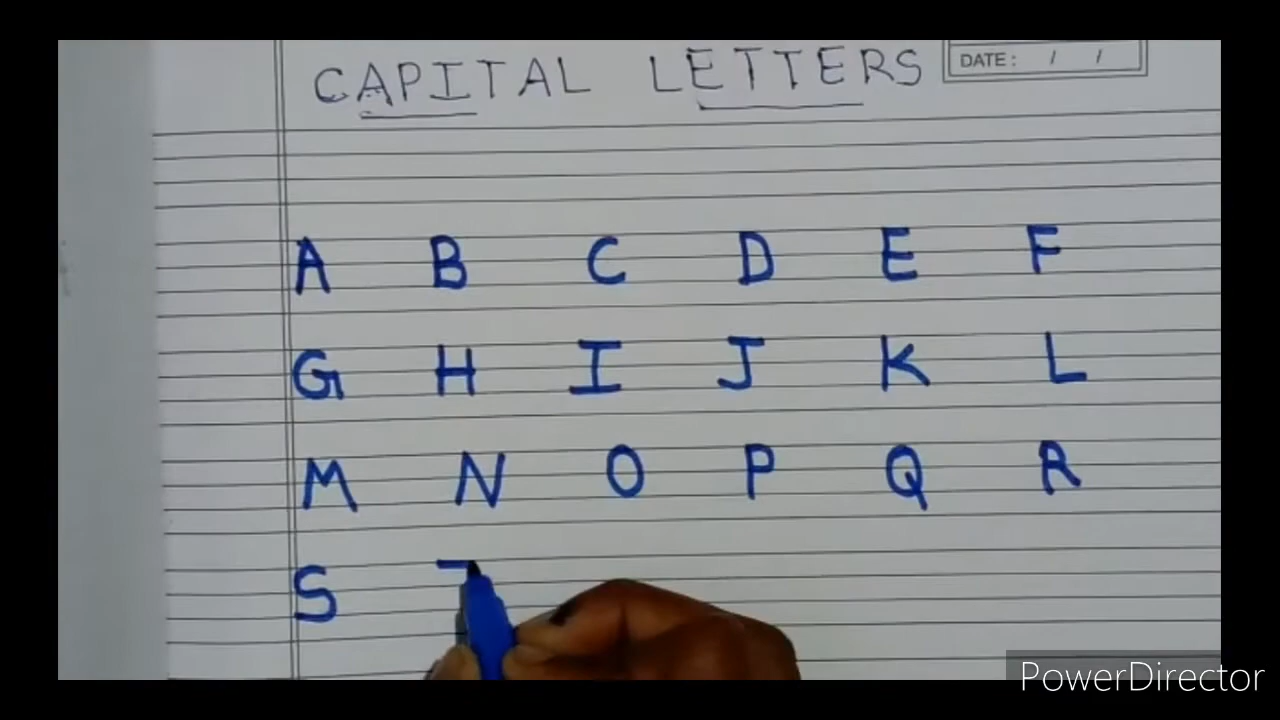 CAPITAL LETTERS
DATE: / /
A B C D E F
G H I J K L
M N O P Q R
S
PowerDirector